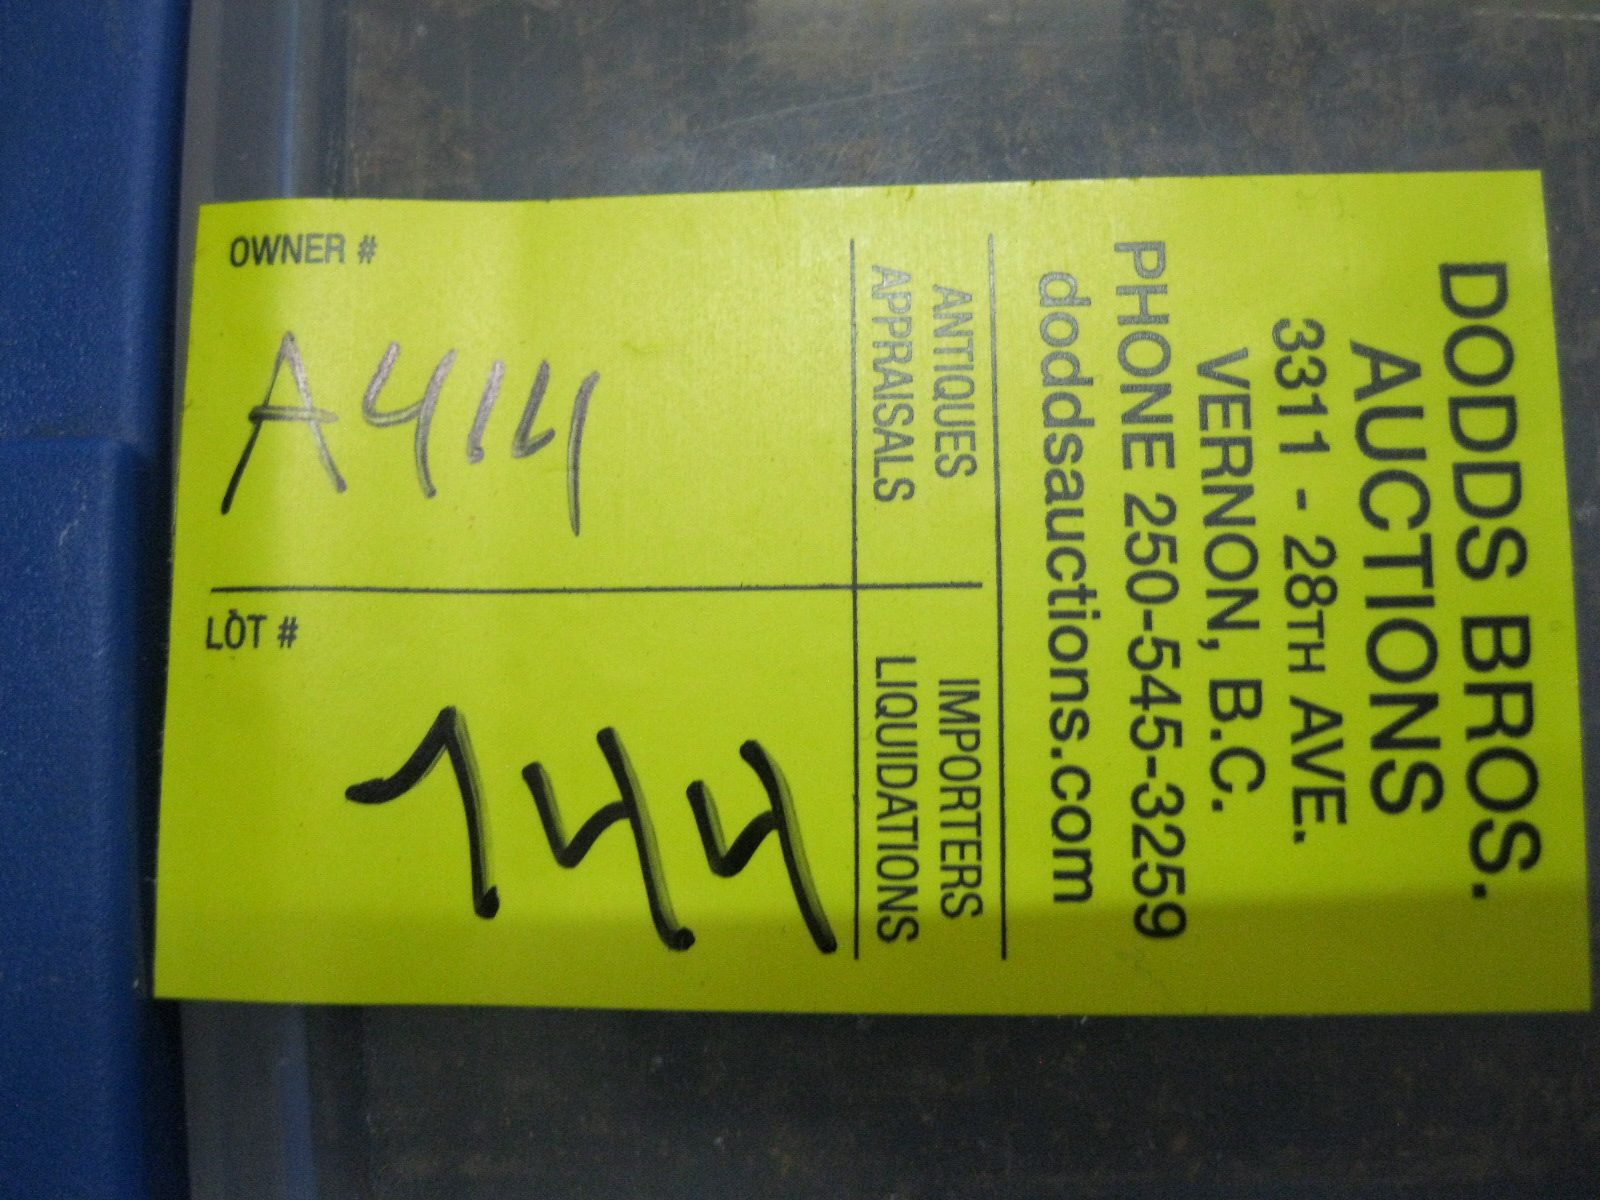 DODDS BROS.
AUCTIONS
3311 - 28TH AVE.
VERNON, B.C.
PHONE 250-545-3259
doddsauctions.com
ANTIQUES
APPRAISALS
IMPORTERS
LIQUIDATIONS
OWNER #
A414
LOT #
744